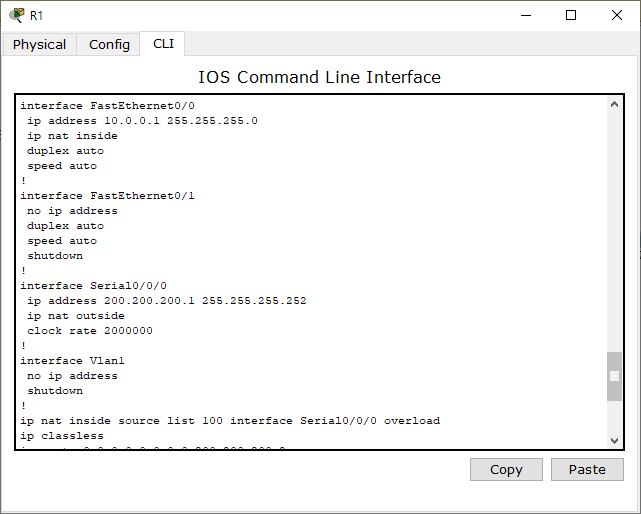 R1
Physical Config CLI
IOS Command Line Interface
interface FastEthernet0/0
 ip address 10.0.0.1 255.255.255.0
 ip nat inside
 duplex auto
 speed auto
!
interface FastEthernet0/1
 no ip address
 duplex auto
 speed auto
 shutdown
!
interface Serial0/0/0
 ip address 200.200.200.1 255.255.255.252
 ip nat outside
 clock rate 2000000
!
interface Vlan1
 no ip address
 shutdown
!
ip nat inside source list 100 interface Serial0/0/0 overload
ip classless
Copy Paste